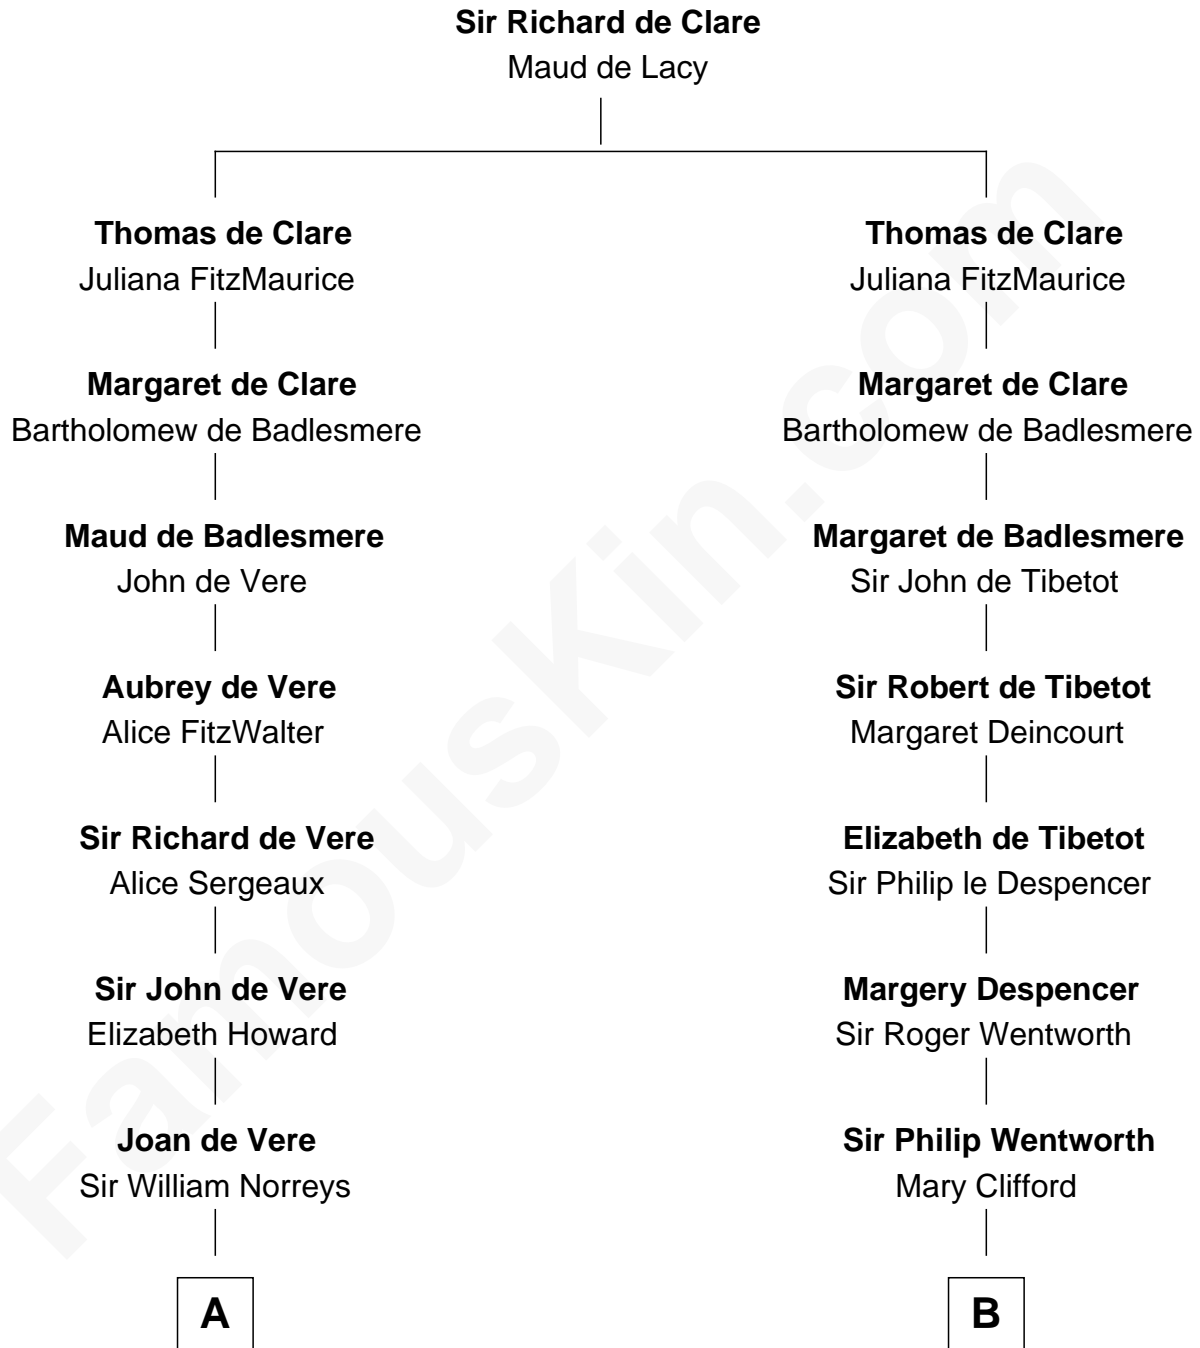 Sir Richard de Clare
Maud de Lacy
Thomas de Clare
Juliana FitzMaurice
Margaret de Clare
Bartholomew de Badlesmere
Maud de Badlesmere
John de Vere
Aubrey de Vere
Alice FitzWalter
Sir Richard de Vere
Alice Sergeaux
Sir John de Vere
Elizabeth Howard
Joan de Vere
Sir William Norreys
A
Thomas de Clare
Juliana FitzMaurice
Margaret de Clare
Bartholomew de Badlesmere
Margaret de Badlesmere
Sir John de Tibetot
Sir Robert de Tibetot
Margaret Deincourt
Elizabeth de Tibetot
Sir Philip le Despencer
Margery Despencer
Sir Roger Wentworth
Sir Philip Wentworth
Mary Clifford
B
FamousKin.com